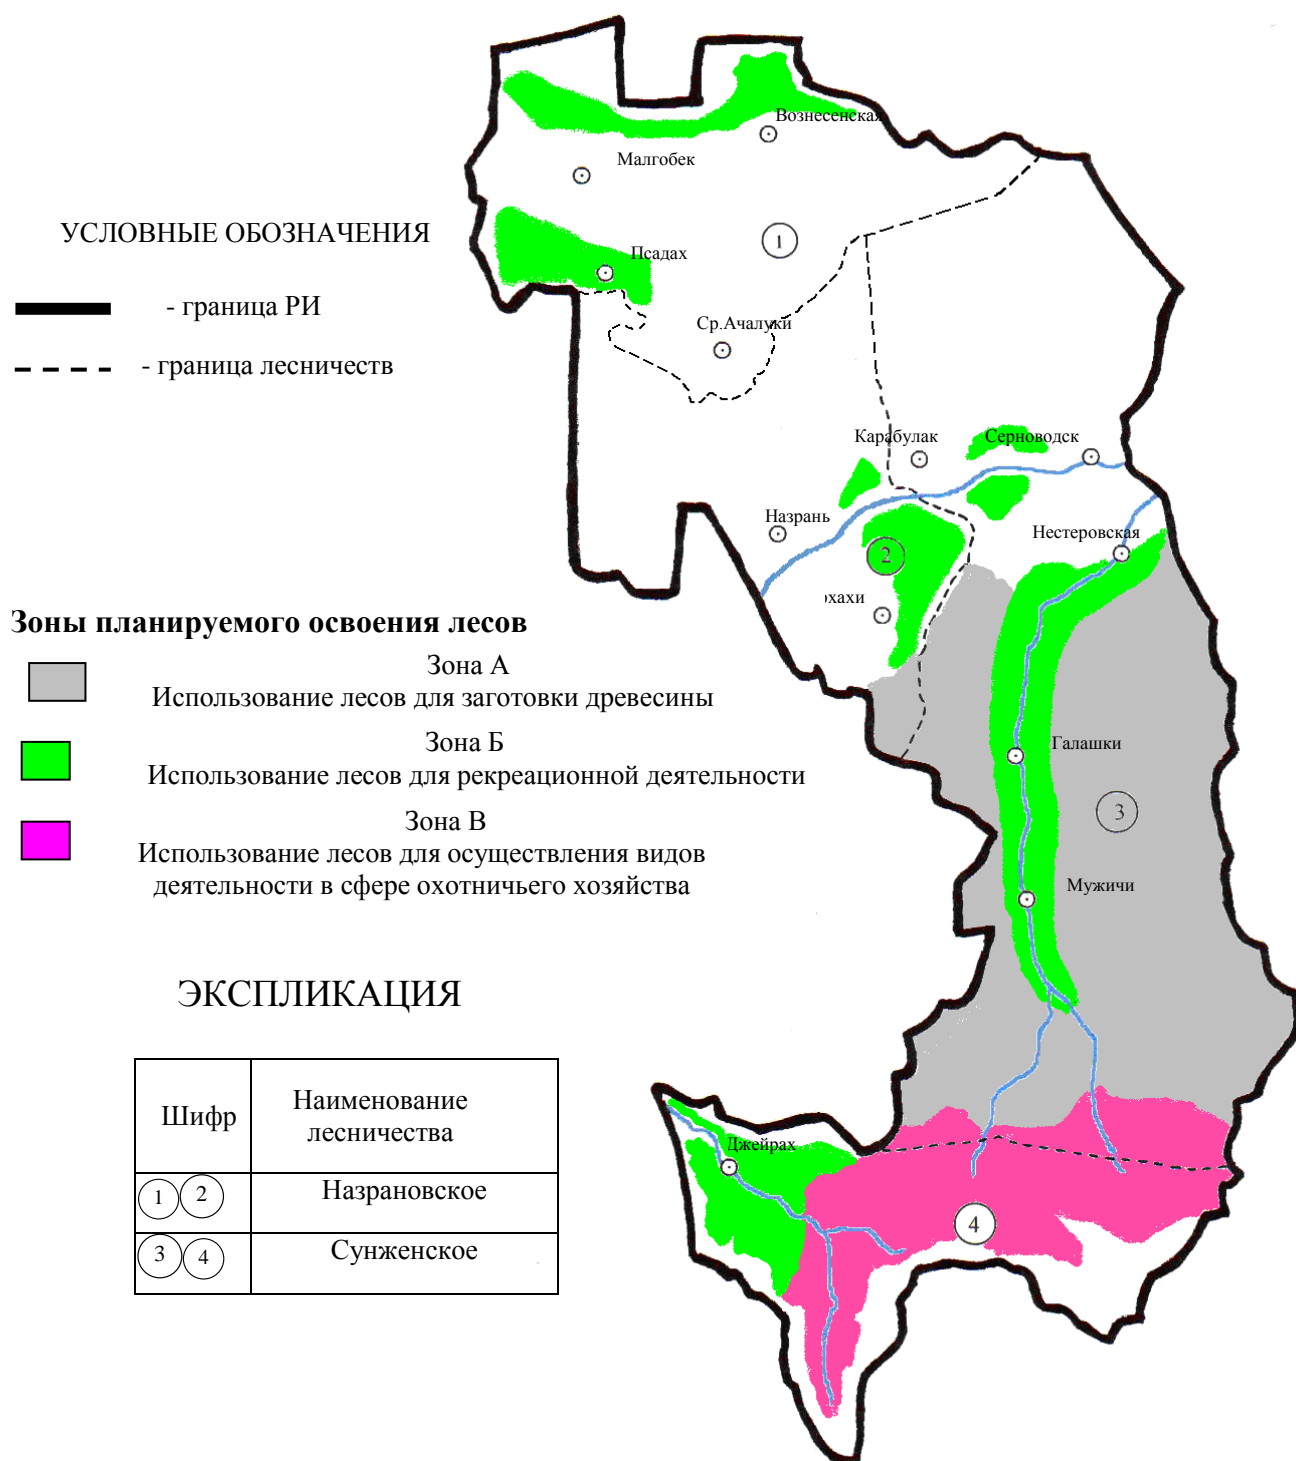 Вознесенская
Малгобек
УСЛОВНЫЕ ОБОЗНАЧЕНИЯ
1
Псадах
- граница РИ
Ср.Ачалуки
- граница лесничеств
Карабулак
Серноводск
Назрань
Нестеровская
2
рхахи
Зоны планируемого освоения лесов
Зона А
Использование лесов для заготовки древесины
Зона Б
Использование лесов для рекреационной деятельности
Галашки
3
Зона В
Использование лесов для осуществления видов
деятельности в сфере охотничьего хозяйства
Мужичи
ЭКСПЛИКАЦИЯ
Шифр
Наименование
лесничества
1 2
Назрановское
3 4
Сунженское
Джейрах
4